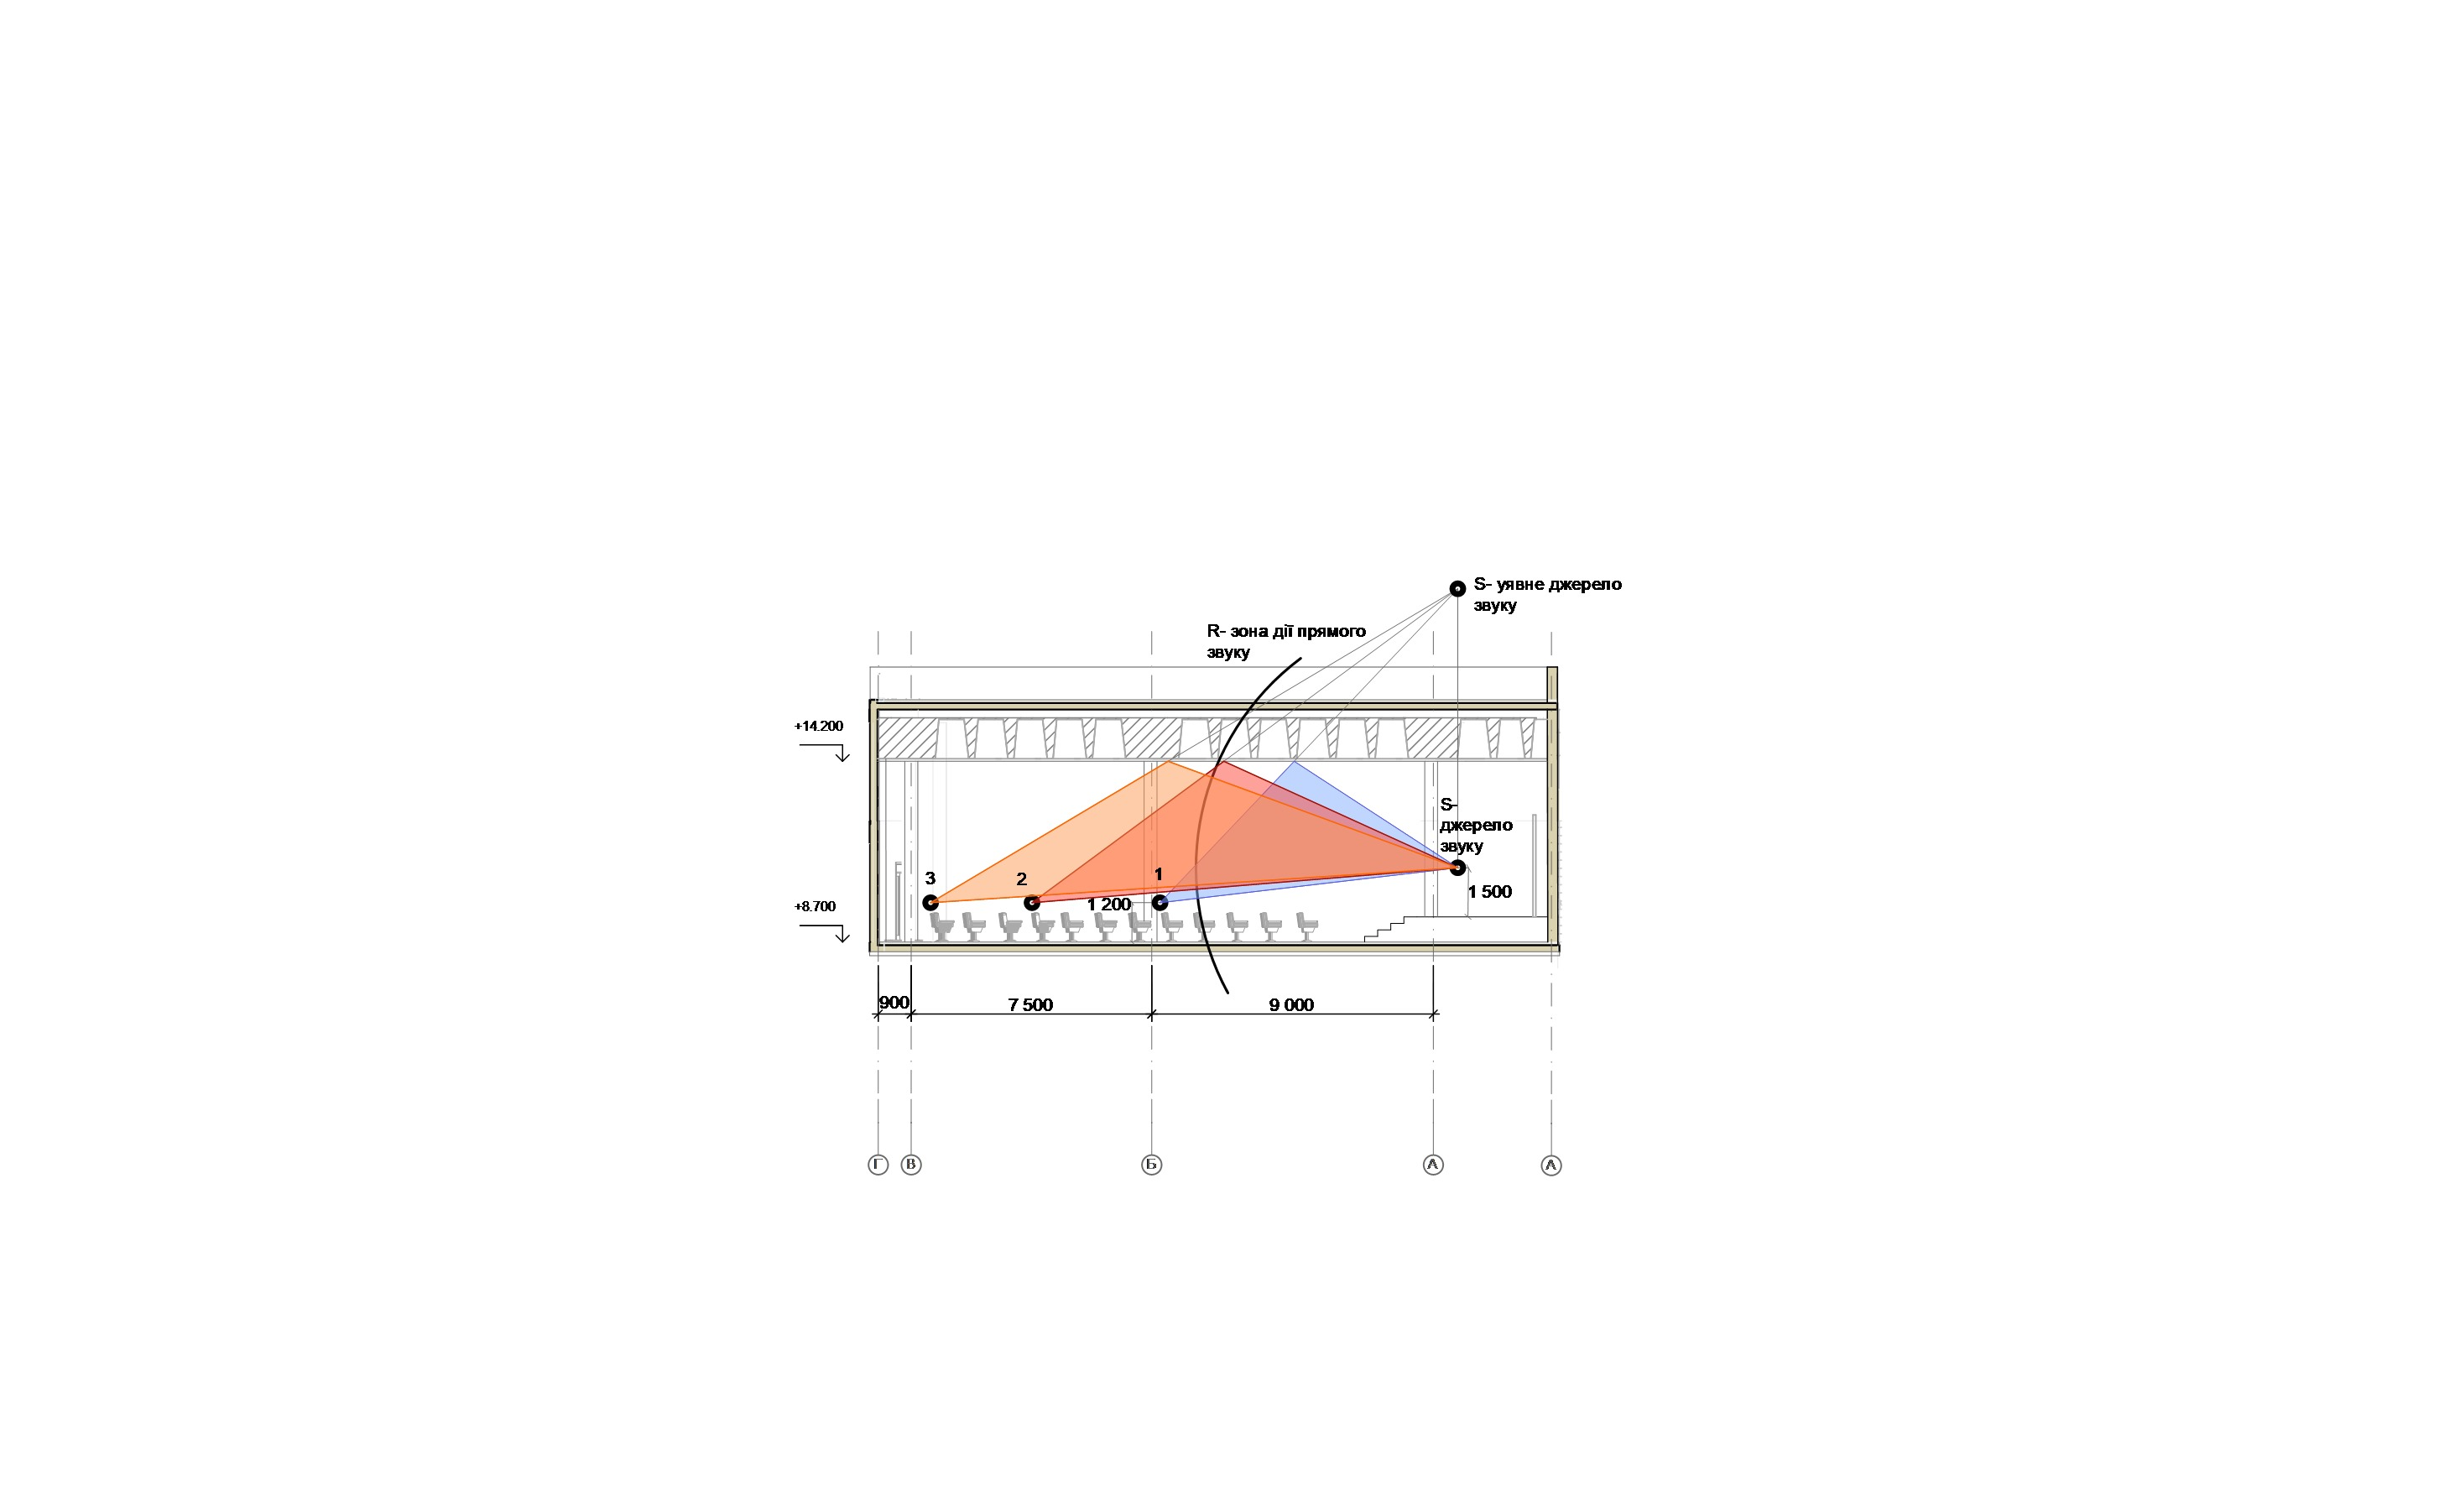 S- уявне джерело
звуку
R- зона дії прямого
звуку
+14.200
S-
джерело
звуку
3
2
1
1 200
1 500
+8.700
900
7 500
9 000
Г
В
Б
А
А